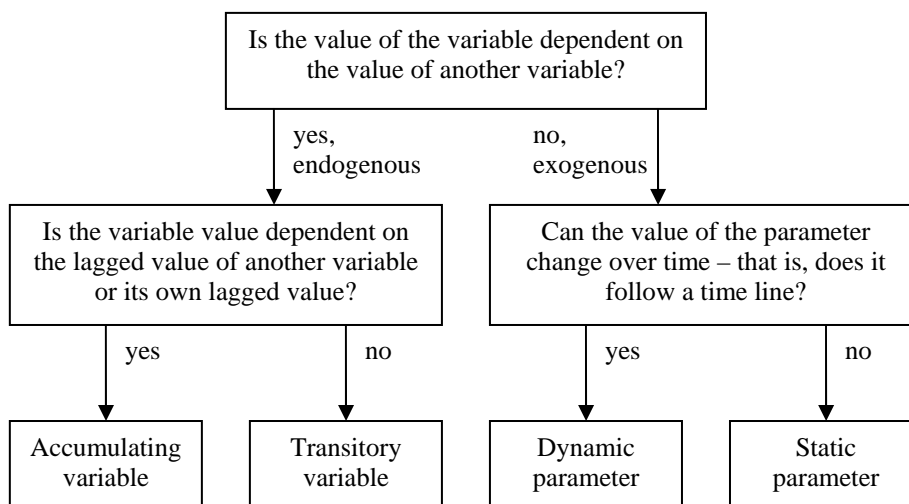 Is the value of the variable dependent on
the value of another variable?
yes,
endogenous
no,
exogenous
Is the variable value dependent on
the lagged value of another variable
or its own lagged value?
Can the value of the parameter
change over time – that is, does it
follow a time line?
yes
no
yes
no
Accumulating
variable
Transitory
variable
Dynamic
parameter
Static
parameter